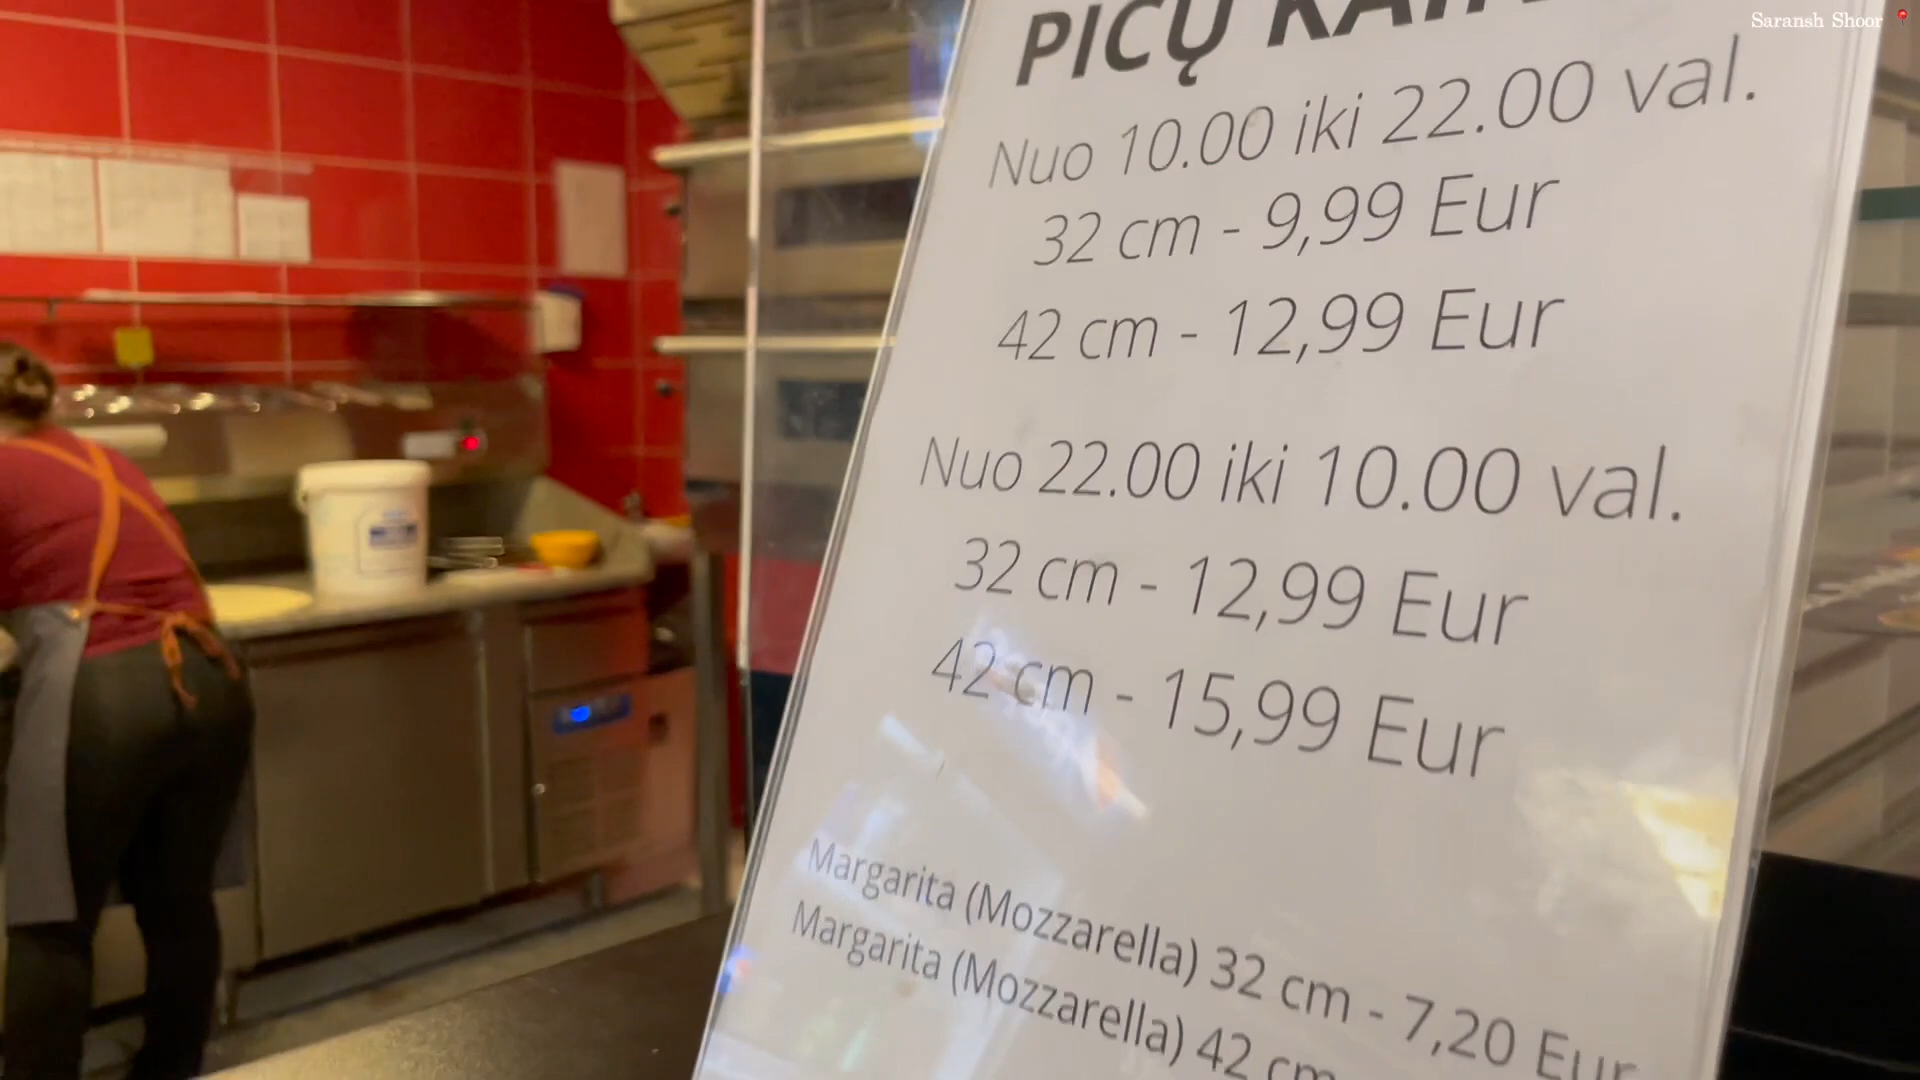 Saransh Shoor
PICŲ
Nuo 10.00 iki 22.00 val.
32 cm - 9,99 Eur
42 cm - 12,99 Eur
Nuo 22.00 iki 10.00 val.
32 cm - 12,99 Eur
42 cm - 15,99 Eur
Margarita (Mozzarella) 32 cm - 7,20 Eur
Margarita (Mozzarella) 42 cm